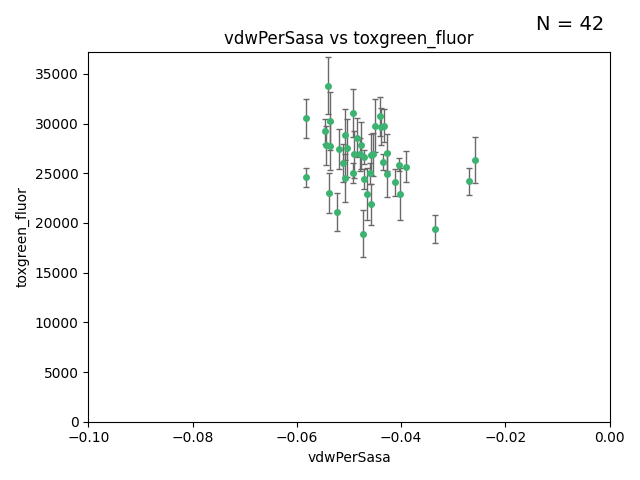 N = 42
vdwPerSasa vs toxgreen_fluor
35000
30000
25000
20000
15000
10000
5000
0
toxgreen_fluor
−0.10 −0.08 −0.06 −0.04 −0.02 0.00
vdwPerSasa